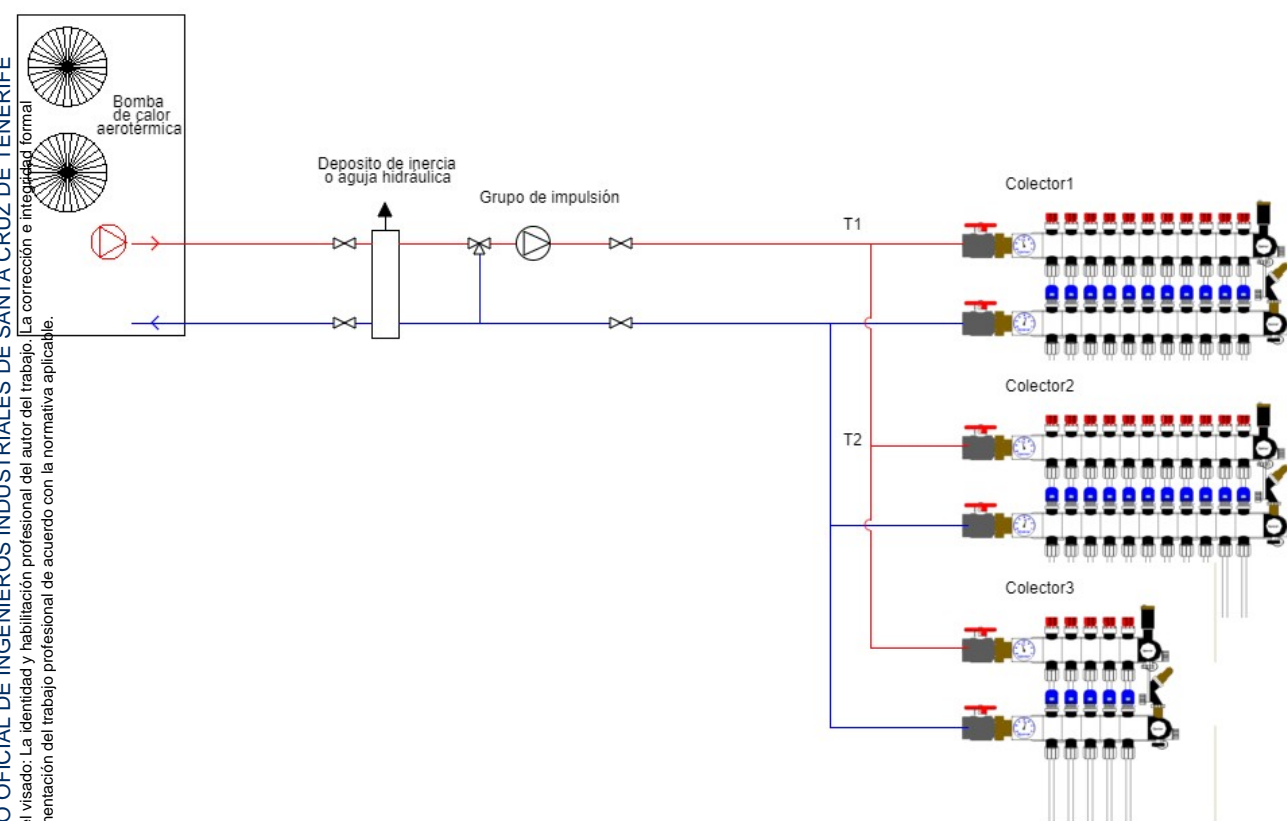 O OFICIAL DE INGENIEROS INDUSTRIALES DE SANTA CRUZ DE TENERIFE
el visado: La identidad y habilitación profesional del autor del trabajo. La corrección e integridad formal
mentación del trabajo profesional de acuerdo con la normativa aplicable.
Bomba
de calor
aerotérmica
Deposito de inercia
o aguja hidráulica
Grupo de impulsión
T1
T2
Colector1
Colector2
Colector3